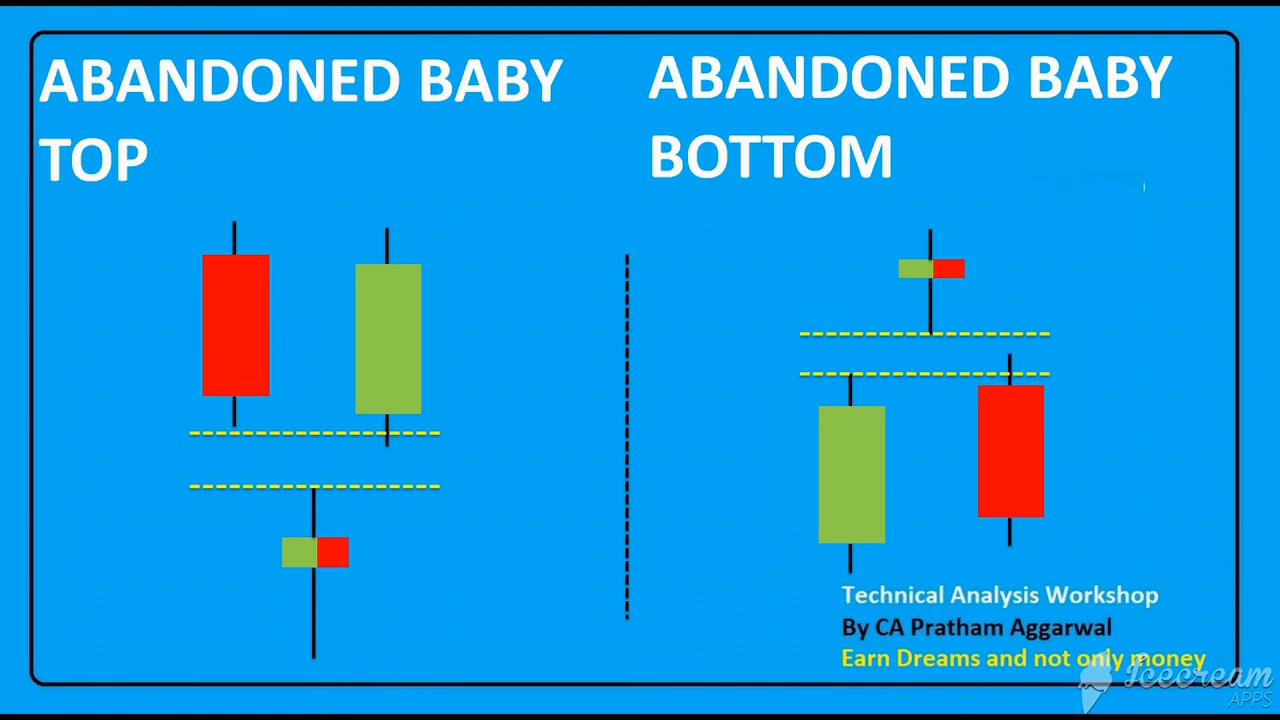 ABANDONED BABY
TOP
ABANDONED BABY
BOTTOM
Technical Analysis Workshop
By CA Pratham Aggarwal
Earn Dreams and not only money
Icecream
APPS